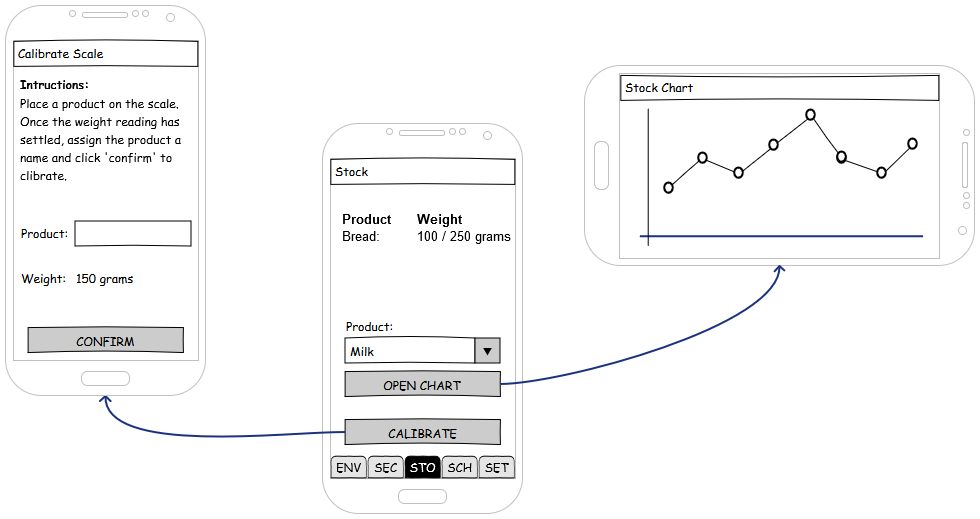 Calibrate Scale
Intructions:
Place a product on the scale.
Once the weight reading has
settled, assign the product a
name and click 'confirm' to
clibrate.
Product:
Weight: 150 grams
CONFIRM
Stock
Product Weight
Bread: 100 / 250 grams
Product:
Milk
OPEN CHART
CALIBRATE
ENV SEC STO SCH SET
Stock Chart